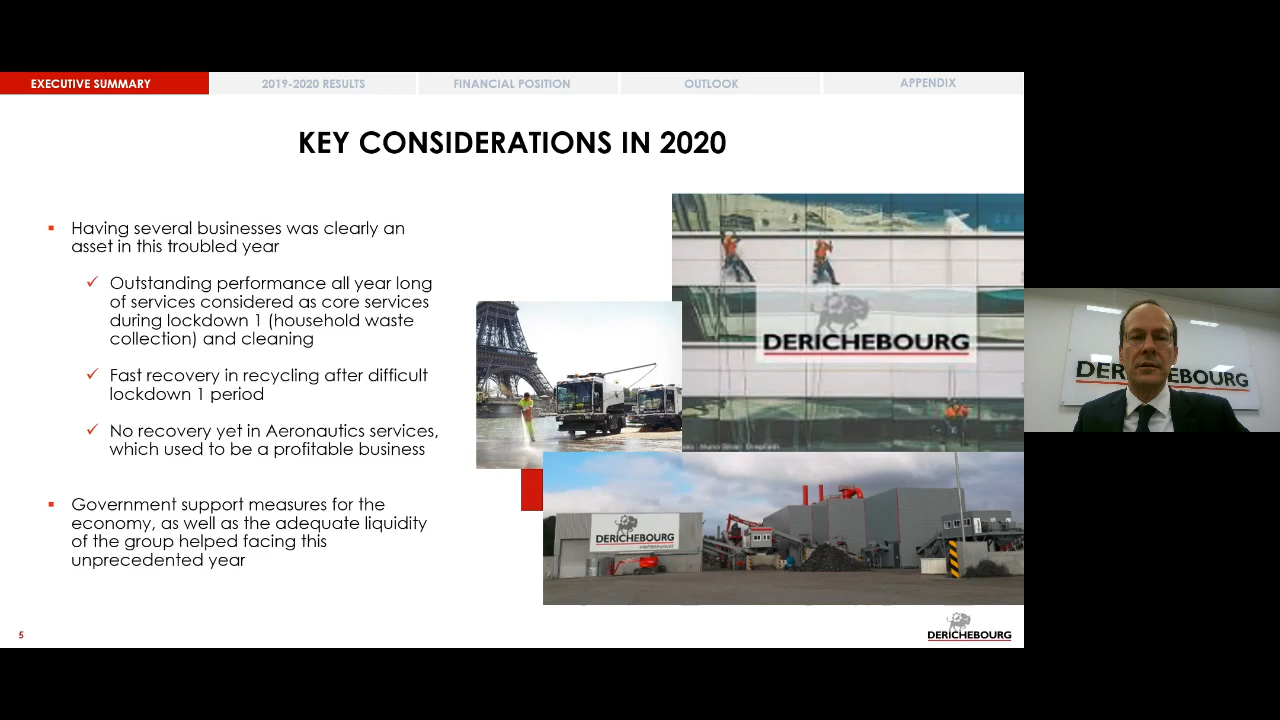 EXECUTIVE SUMMARY
2019-2020 RESULTS
FINANCIAL POSITION
OUTLOOK
APPENDIX
KEY CONSIDERATIONS IN 2020
Having several businesses was clearly an
asset in this troubled year
Outstanding performance all year long
of services considered as core services
during lockdown 1 (household waste
collection) and cleaning
Fast recovery in recycling after difficult
lockdown 1 period
No recovery yet in Aeronautics services,
which used to be a profitable business
Government support measures for the
economy, as well as the adequate liquidity
of the group helped facing this
unprecedented year
DERICHEBOURG
DERICHEBOURG
DERICHEBOURG
5
DERICHEBOURG